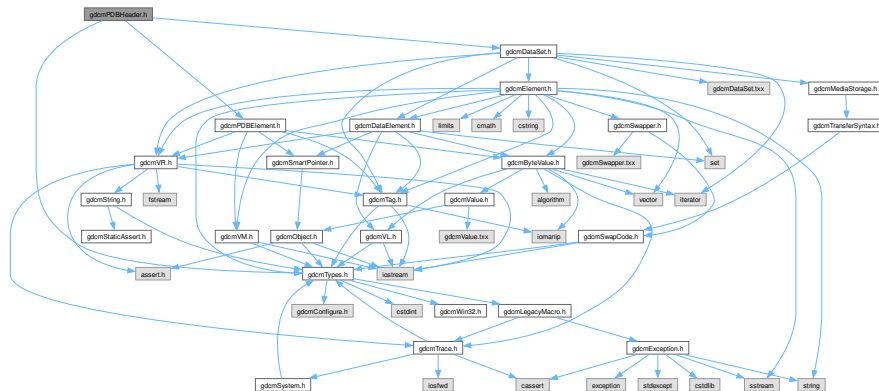 gdcmPDBHeader.h
gdcmDataSet.h
gdcmElement.h
gdcmDataSet.txx
gdcmMediaStorage.h
gdcmPDBElement.h
gdcmDataElement.h
limits
cmath
cstring
gdcmSwapper.h
gdcmTransferSyntax.h
gdcmVR.h
gdcmSmartPointer.h
gdcmByteValue.h
gdcmSwapper.txx
set
gdcmString.h
fstream
gdcmTag.h
gdcmValue.h
algorithm
vector
iterator
gdcmStaticAssert.h
gdcmVM.h
gdcmObject.h
gdcmVL.h
gdcmValue.txx
iomanip
gdcmSwapCode.h
assert.h
gdcmTypes.h
iostream
gdcmConfigure.h
cstdint
gdcmWin32.h
gdcmLegacyMacro.h
gdcmTrace.h
gdcmException.h
gdcmSystem.h
iosfwd
cassert
exception
stdexcept
cstdlib
sstream
string